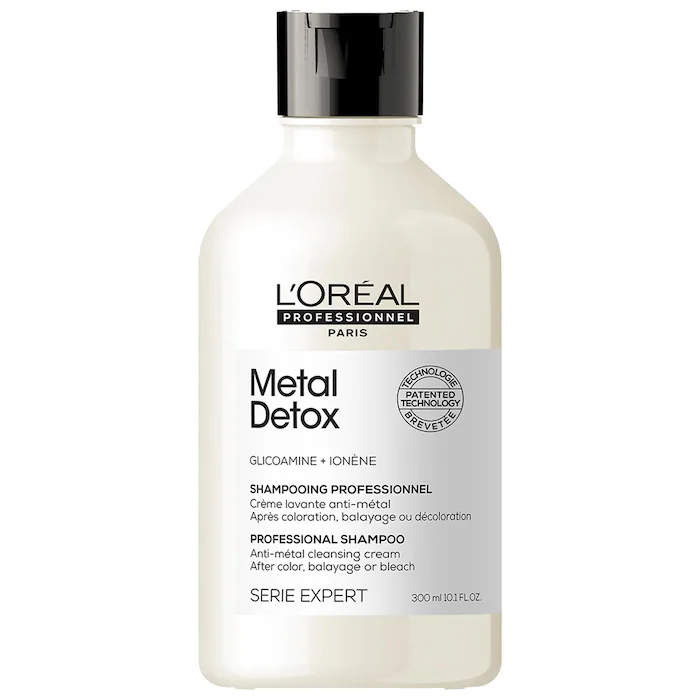 L'ORÉAL
PROFESSIONNEL
PARIS
Metal
Detox
TECHNOLOGIE
PATENTED
TECHNOLOGY
BREVETÉE
GLICOAMINE + IONÈNE
SHAMPOOING PROFESSIONNEL
Crème lavante anti-métal
Après coloration, balayage ou décoloration
PROFESSIONAL SHAMPOO
Anti-métal cleansing cream
After color, balayage or bleach
SERIE EXPERT
300 ml 10.1 FL.OZ.